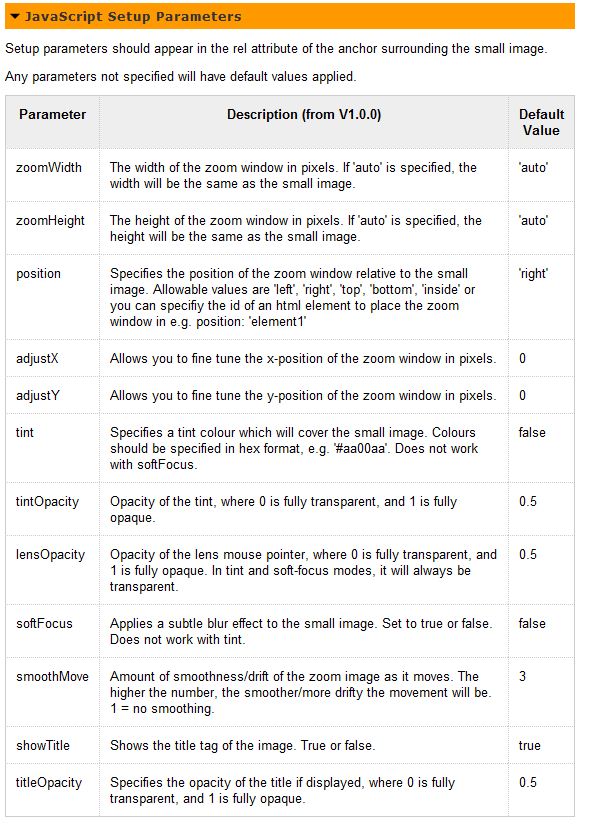 JavaScript Setup Parameters
Setup parameters should appear in the rel attribute of the anchor surrounding the small image.
Any parameters not specified will have default values applied.
Parameter Description (from V1.0.0) Default
Value
zoomWidth The width of the zoom window in pixels. If 'auto' is specified, the 'auto'
width will be the same as the small image.
zoomHeight The height of the zoom window in pixels. If 'auto' is specified, the 'auto'
height will be the same as the small image.
position Specifies the position of the zoom window relative to the small 'right'
image. Allowable values are 'left', 'right', 'top', 'bottom', 'inside' or
you can specifiy the id of an html element to place the zoom
window in e.g. position: 'element1'
adjustX Allows you to fine tune the x-position of the zoom window in pixels. 0
adjustY Allows you to fine tune the y-position of the zoom window in pixels. 0
tint Specifies a tint colour which will cover the small image. Colours false
should be specified in hex format, e.g. '#aa00aa'. Does not work
with softFocus.
tintOpacity Opacity of the tint, where 0 is fully transparent, and 1 is fully 0.5
opaque.
lensOpacity Opacity of the lens mouse pointer, where 0 is fully transparent, and 0.5
1 is fully opaque. In tint and soft-focus modes, it will always be
transparent.
softFocus Applies a subtle blur effect to the small image. Set to true or false. false
Does not work with tint.
smoothMove Amount of smoothness/drift of the zoom image as it moves. The 3
higher the number, the smoother/more drifty the movement will be.
1 = no smoothing.
showTitle Shows the title tag of the image. True or false. true
titleOpacity Specifies the opacity of the title if displayed, where 0 is fully 0.5
transparent, and 1 is fully opaque.